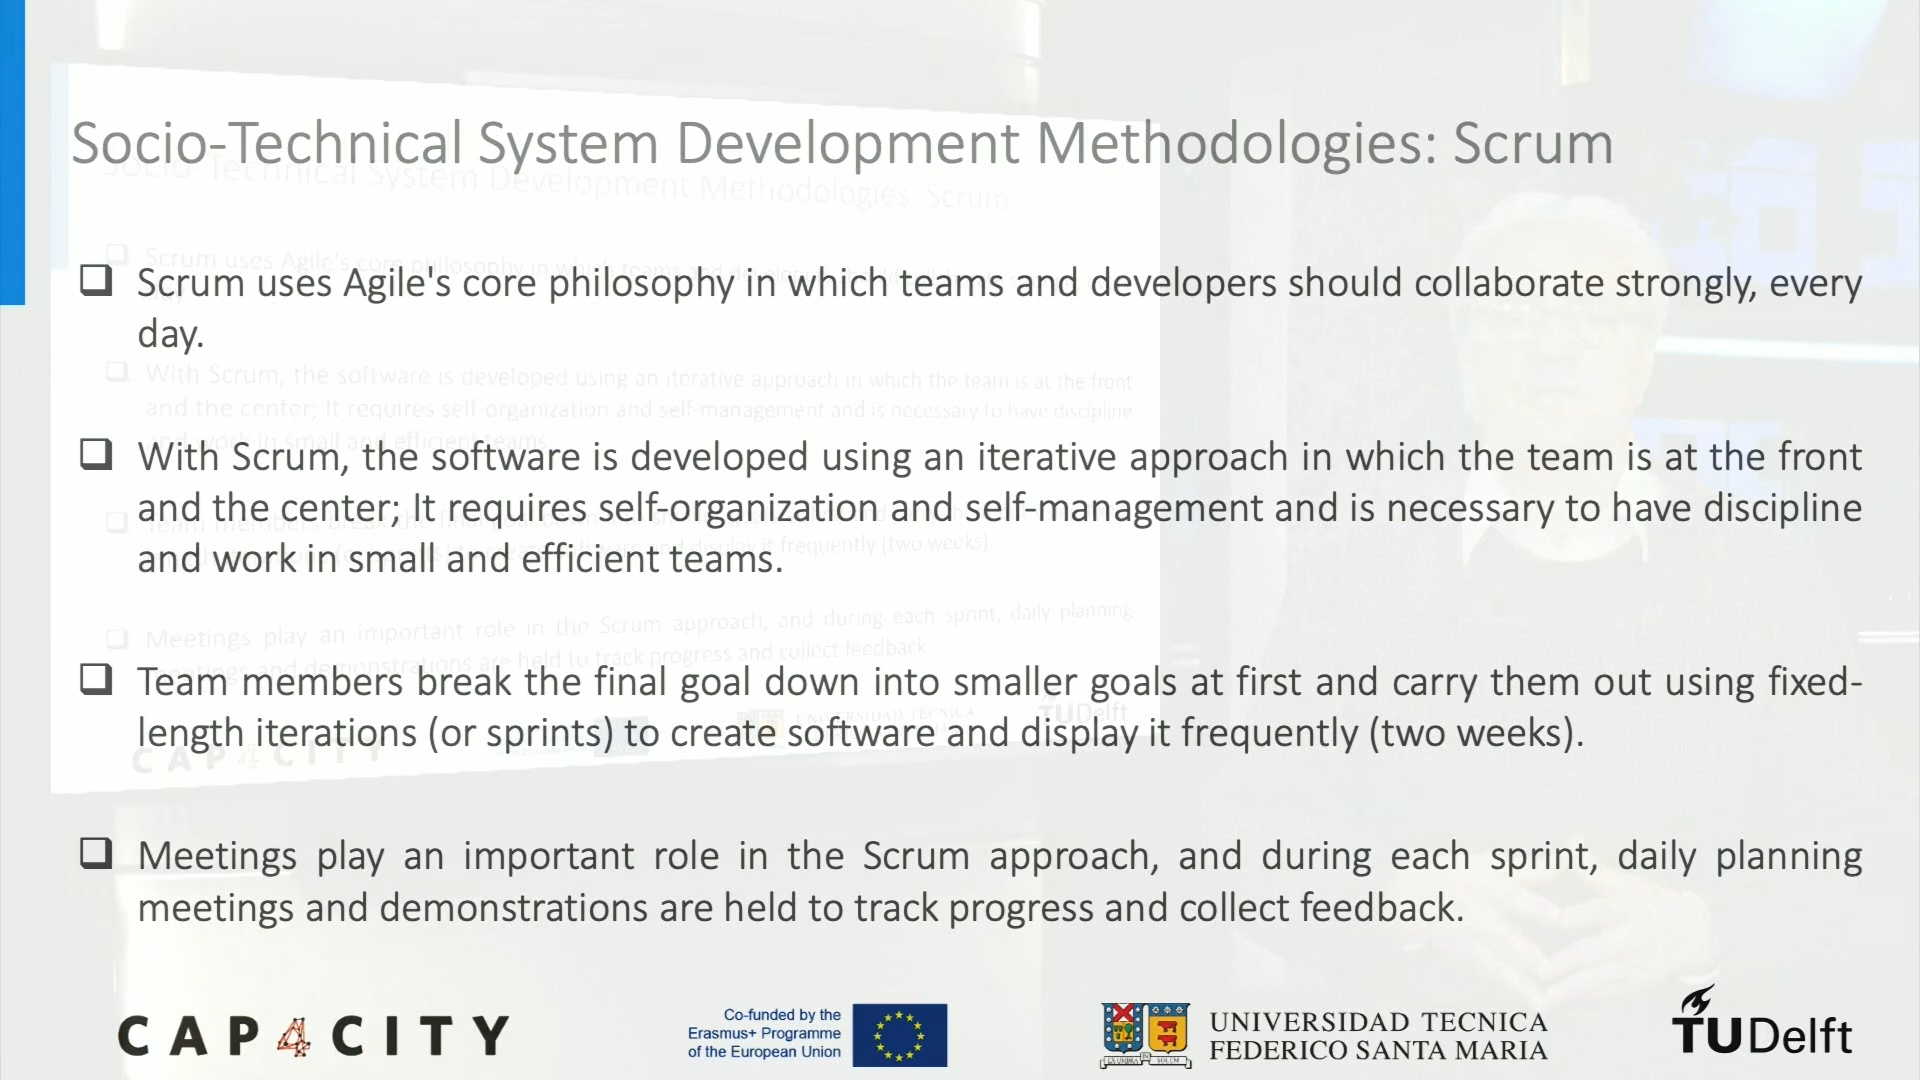 Socio-Technical System Development Methodologies: Scrum
❑ Scrum uses Agile's core philosophy in which teams and developers should collaborate strongly, every
day.
❑ With Scrum, the software is developed using an iterative approach in which the team is at the front
and the center; It requires self-organization and self-management and is necessary to have discipline
and work in small and efficient teams.
❑ Team members break the final goal down into smaller goals at first and carry them out using fixed-
length iterations (or sprints) to create software and display it frequently (two weeks).
❑ Meetings play an important role in the Scrum approach, and during each sprint, daily planning
meetings and demonstrations are held to track progress and collect feedback.
CAP4CITY
Co-funded by the
Erasmus+ Programme
of the European Union
UNIVERSIDAD TECNICA
FEDERICO SANTA MARIA
TUDelft